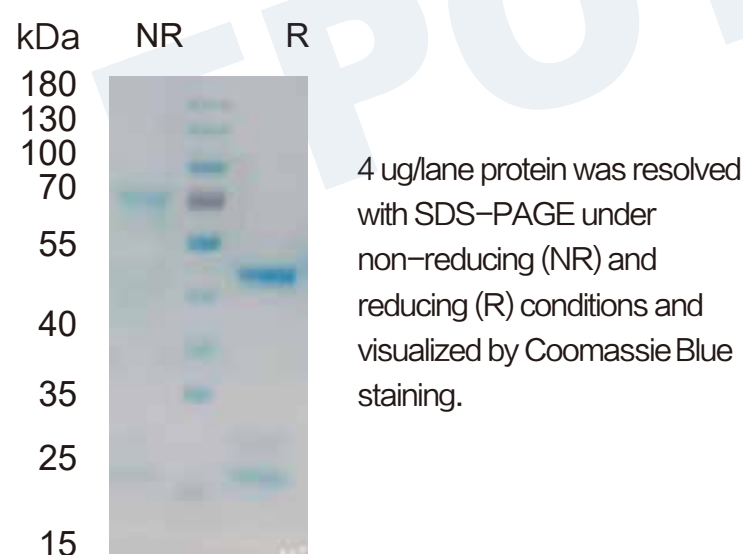 kDa NR R
180
130
100
70
55
40
35
25
15
4 ug/lane protein was resolved
with SDS-PAGE under
non-reducing (NR) and
reducing (R) conditions and
visualized by Coomassie Blue
staining.